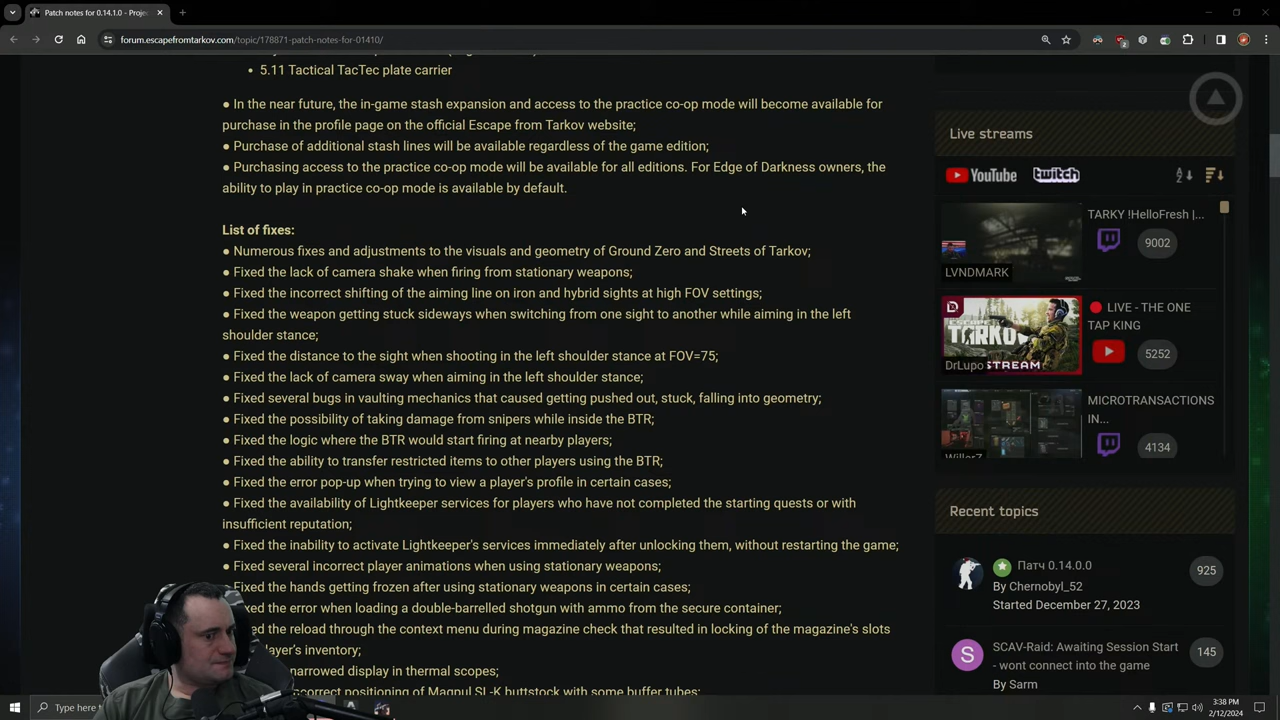 Patch notes for 0.14.1.0 - Proje
forum.escapefromtarkov.com/topic/178871-patch-notes-for-01410/
2
• 5.11 Tactical TacTec plate carrier
● In the near future, the in-game stash expansion and access to the practice co-op mode will become available for
purchase in the profile page on the official Escape from Tarkov website;
● Purchase of additional stash lines will be available regardless of the game edition;
● Purchasing access to the practice co-op mode will be available for all editions. For Edge of Darkness owners, the
ability to play in practice co-op mode is available by default.
List of fixes:
● Numerous fixes and adjustments to the visuals and geometry of Ground Zero and Streets of Tarkov;
● Fixed the lack of camera shake when firing from stationary weapons;
● Fixed the incorrect shifting of the aiming line on iron and hybrid sights at high FOV settings;
● Fixed the weapon getting stuck sideways when switching from one sight to another while aiming in the left
shoulder stance;
● Fixed the distance to the sight when shooting in the left shoulder stance at FOV=75;
● Fixed the lack of camera sway when aiming in the left shoulder stance;
● Fixed several bugs in vaulting mechanics that caused getting pushed out, stuck, falling into geometry;
● Fixed the possibility of taking damage from snipers while inside the BTR;
● Fixed the logic where the BTR would start firing at nearby players;
● Fixed the ability to transfer restricted items to other players using the BTR;
● Fixed the error pop-up when trying to view a player's profile in certain cases;
● Fixed the availability of Lightkeeper services for players who have not completed the starting quests or with
insufficient reputation;
● Fixed the inability to activate Lightkeeper's services immediately after unlocking them, without restarting the game;
● Fixed several incorrect player animations when using stationary weapons;
● Fixed the hands getting frozen after using stationary weapons in certain cases;
xed the error when loading a double-barrelled shotgun with ammo from the secure container;
ed the reload through the context menu during magazine check that resulted in locking of the magazine's slots
layer's inventory;
narrowed display in thermal scopes;
correct positioning of Magpul SL-K buttstock with some buffer tubes;
Live streams
YouTube
twitch
TARKY !HelloFresh |...
9002
LVNDMARK
LIVE - THE ONE
TAP KING
5252
ESCAPE FROM
TARKOV
STREAM
DrLupo
MICROTRANSACTIONS
IN...
4134
WillerZ
Recent topics
Патч 0.14.0.0
By Chernobyl_52
Started December 27, 2023
925
S
SCAV-Raid: Awaiting Session Start
- wont connect into the game
By Sarm
145
Type here
3:38 PM
2/12/2024